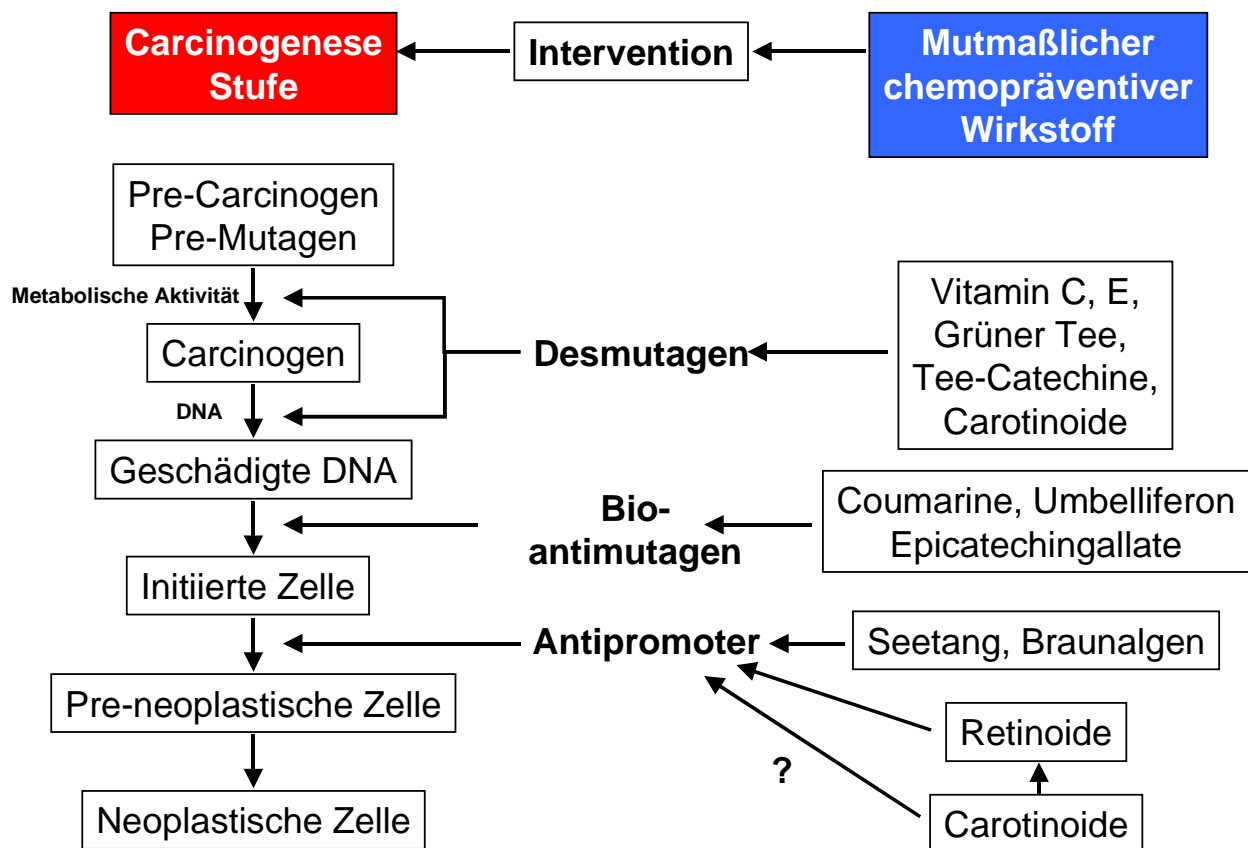 Carcinogenese
Stufe
Intervention
Mutmaßlicher
chemopräventiver
Wirkstoff
Pre-Carcinogen
Pre-Mutagen
Metabolische Aktivität
Carcinogen
DNA
Geschädigte DNA
Initiierte Zelle
Pre-neoplastische Zelle
Neoplastische Zelle
Desmutagen
Bio-
antimutagen
Antipromoter
?
Vitamin C, E,
Grüner Tee,
Tee-Catechine,
Carotinoide
Coumarine, Umbelliferon
Epicatechingallate
Seetang, Braunalgen
Retinoide
Carotinoide